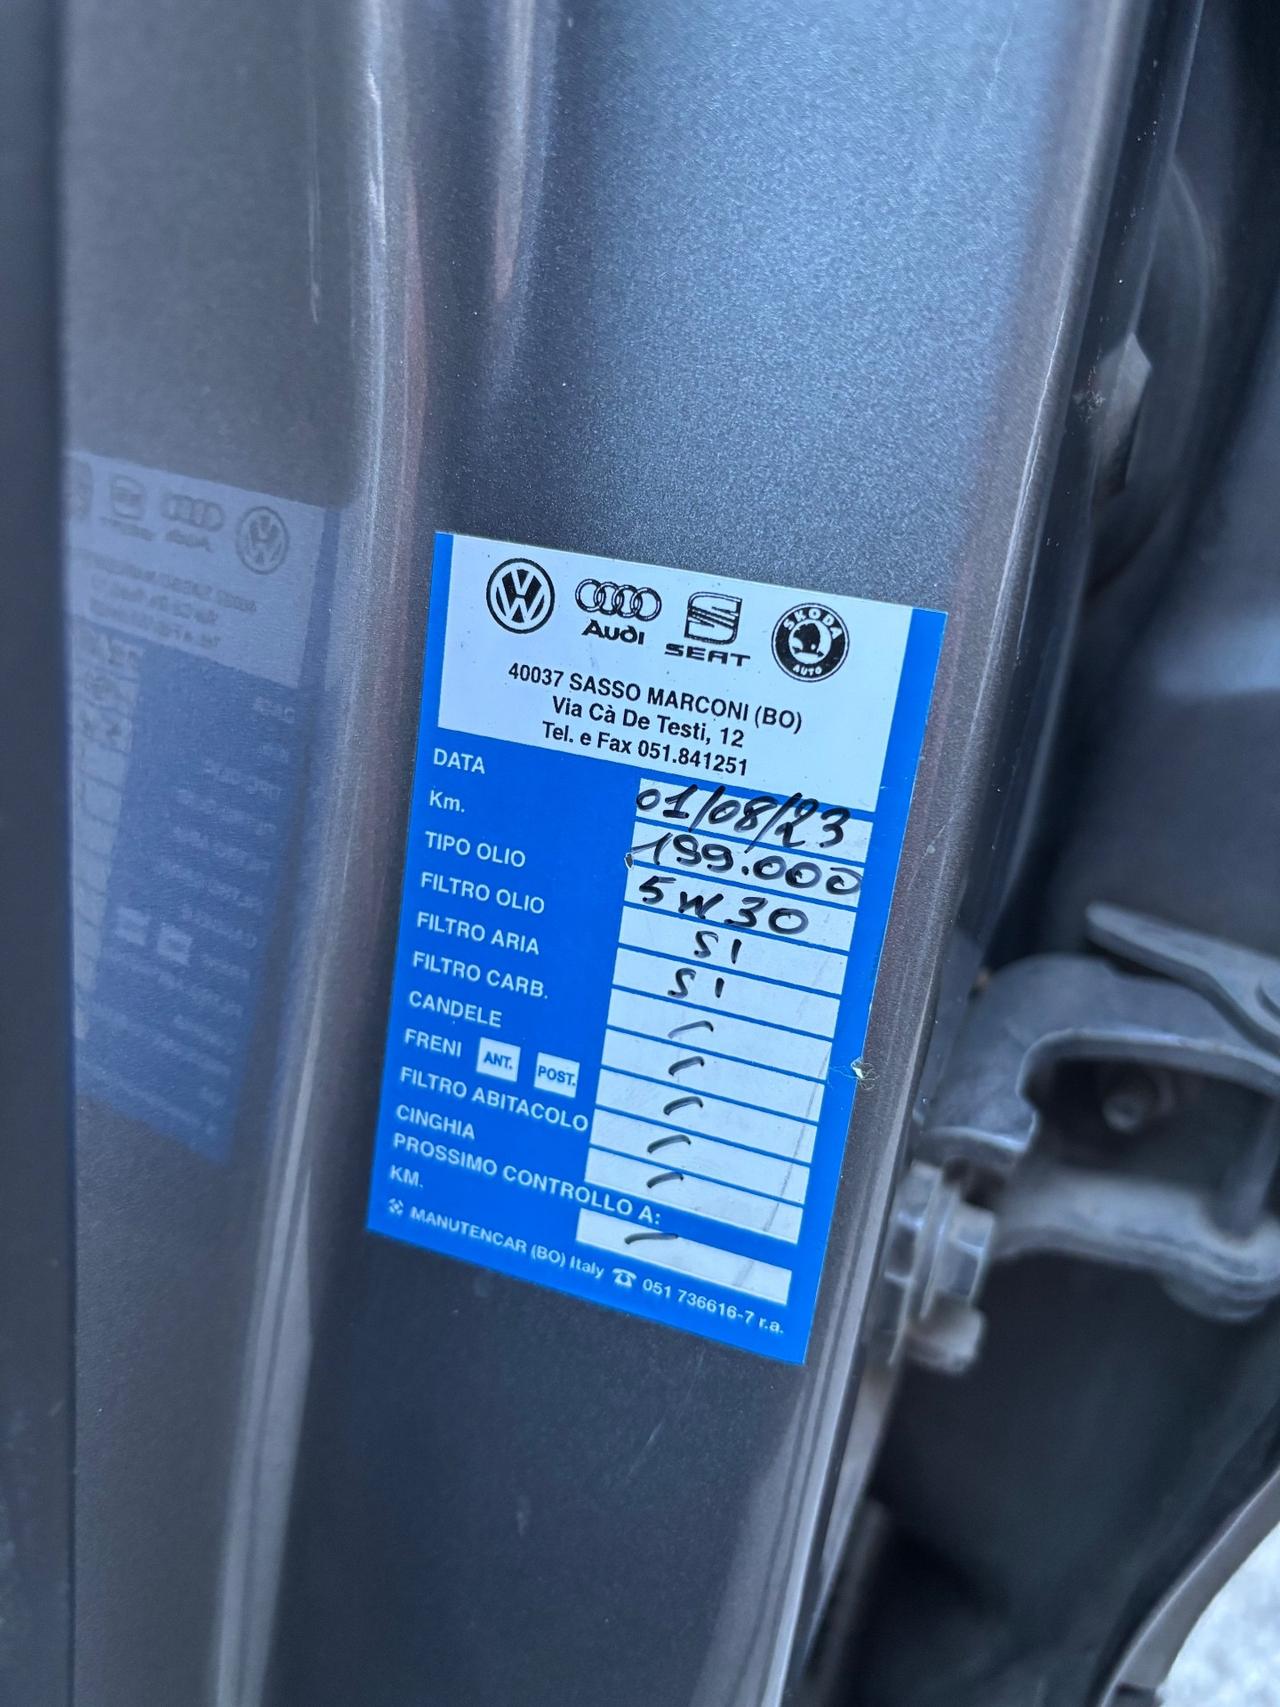 Audi
SEAT
SKODA
AUTO
40037 SASSO MARCONI (BO)
Via Cà De Testi, 12
Tel. e Fax 051.841251
DATA 01/08/23
Km. 199.000
TIPO OLIO 5W30
FILTRO OLIO SI
FILTRO ARIA SI
FILTRO CARB. -
CANDELE -
FRENI ANT. POST. -
FILTRO ABITACOLO -
CINGHIA -
PROSSIMO CONTROLLO A:
KM. -
MANUTENCAR (BO) Italy ☎ 051 736616-7 r.a.